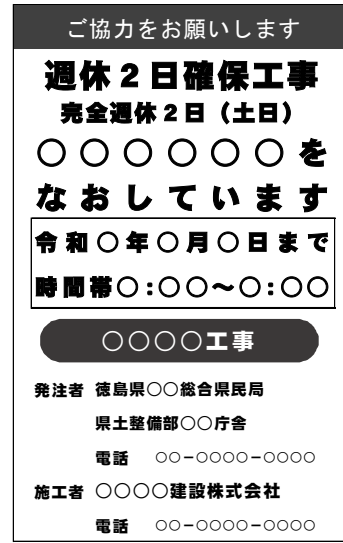 ご協力をお願いします
週休2日確保工事
完全週休2日（土日）
○○○○○○○を
なおしています
令和○年○月○日まで
時間帯○:○○～○:○○
○○○○工事
発注者 徳島県○○総合県民局
県土整備部○○庁舎
電話 ○○－○○○○－○○○○
施工者 ○○○○建設株式会社
電話 ○○－○○○○－○○○○